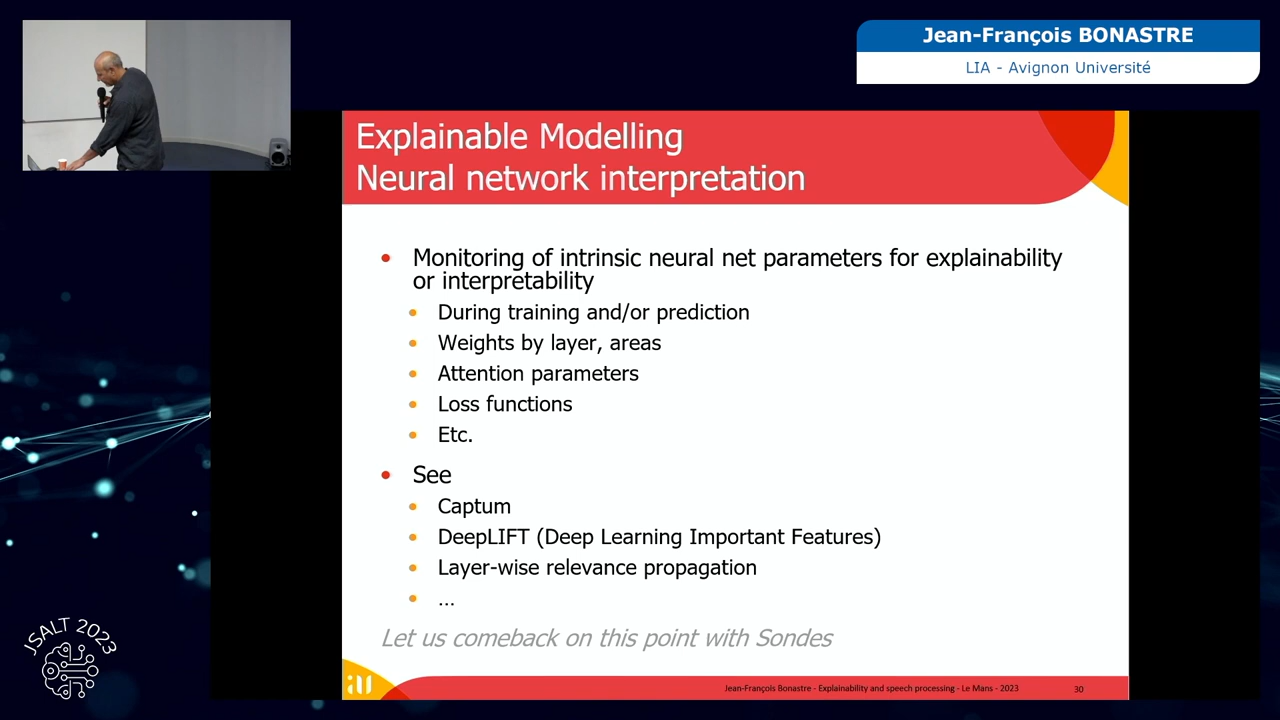 Jean-François BONASTRE
LIA - Avignon Université
Explainable Modelling
Neural network interpretation
• Monitoring of intrinsic neural net parameters for explainability
or interpretability
• During training and/or prediction
• Weights by layer, areas
• Attention parameters
• Loss functions
• Etc.
• See
• Captum
• DeepLIFT (Deep Learning Important Features)
• Layer-wise relevance propagation
• ...
Let us comeback on this point with Sondes
Jean-François Bonastre - Explainability and speech processing - Le Mans - 2023
30
JSALT 2023